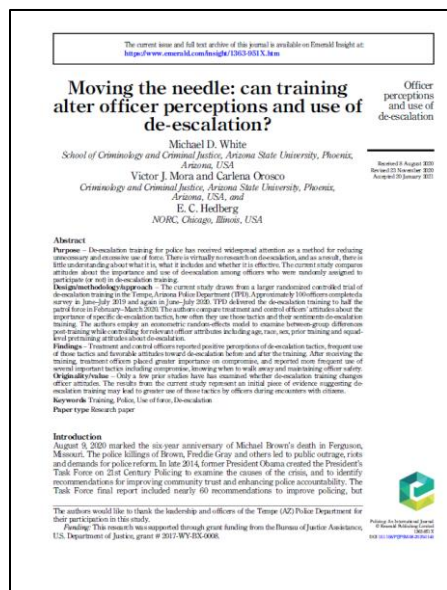 The current issue and full text archive of this journal is available on Emerald Insight at:
https://www.emerald.com/insight/1363-951X.htm
Moving the needle: can training
alter officer perceptions and use of
de-escalation?
Michael D. White
School of Criminology and Criminal Justice, Arizona State University, Phoenix,
Arizona, USA
Victor J. Mora and Carlena Orosco
Criminology and Criminal Justice, Arizona State University, Phoenix,
Arizona, USA, and
E. C. Hedberg
NORC, Chicago, Illinois, USA
Officer
perceptions
and use of
de-escalation
Received 8 August 2020
Revised 23 November 2020
Accepted 20 January 2021
Abstract
Purpose – De-escalation training for police has received widespread attention as a method for reducing
unnecessary and excessive use of force. There is virtually no research on de-escalation, and as a result, there is
little understanding about what it is, what it includes and whether it is effective. The current study compares
attitudes about the importance and use of de-escalation among officers who were randomly assigned to
participate (or not) in de-escalation training.
Design/methodology/approach – The current study draws from a larger randomized controlled trial of
de-escalation training in the Tempe, Arizona Police Department (TPD). Approximately 100 officers completed a
survey in June–July 2019 and again in June–July 2020. TPD delivered the de-escalation training to half the
patrol force in February–March 2020. The authors compare treatment and control officers' attitudes about the
importance of specific de-escalation tactics, how often they use those tactics and their sentiments de-escalation
training. The authors employ an econometric random-effects model to examine between-group differences
post-training while controlling for relevant officer attributes including age, race, sex, prior training and squad-
level pretraining attitudes about de-escalation.
Findings – Treatment and control officers reported positive perceptions of de-escalation tactics, frequent use
of those tactics and favorable attitudes toward de-escalation before and after the training. After receiving the
training, treatment officers placed greater importance on compromise, and reported more frequent use of
several important tactics including compromise, knowing when to walk away and maintaining officer safety.
Originality/value – Only a few prior studies have examined whether de-escalation training changes
officer attitudes. The results from the current study represent an initial piece of evidence suggesting de-
escalation training may lead to greater use of those tactics by officers during encounters with citizens.
Keywords Training, Police, Use of force, De-escalation
Paper type Research paper
Introduction
August 9, 2020 marked the six-year anniversary of Michael Brown's death in Ferguson,
Missouri. The police killings of Brown, Freddie Gray and others led to public outrage, riots
and demands for police reform. In late 2014, former President Obama created the President's
Task Force on 21st Century Policing to examine the causes of the crisis, and to identify
recommendations for improving community trust and enhancing police accountability. The
Task Force final report included nearly 60 recommendations to improve policing, but
The authors would like to thank the leadership and officers of the Tempe (AZ) Police Department for
their participation in this study.
Funding: This research was supported through grant funding from the Bureau of Justice Assistance,
U.S. Department of Justice, grant # 2017-WY-BX-0008.
Policing: An International Journal
© Emerald Publishing Limited
1363-951X